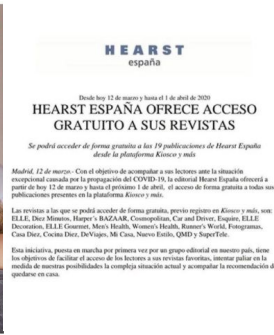 HEARST
españa
Desde hoy 12 de marzo y hasta el 1 de abril de 2020
HEARST ESPAÑA OFRECE ACCESO
GRATUITO A SUS REVISTAS
Se podrá acceder de forma gratuita a las 19 publicaciones de Hearst España
desde la plataforma Kiosco y más
Madrid, 12 de marzo.- Con el objetivo de acompañar a sus lectores ante la situación
excepcional causada por la propagación del COVID-19, la editorial Hearst España ofrecerá a
partir de hoy 12 de marzo y hasta el próximo 1 de abril, el acceso de forma gratuita a todas sus
publicaciones presentes en la plataforma Kiosco y más.
Las revistas a las que se podrá acceder de forma gratuita, previo registro en Kiosco y más, son:
ELLE, Diez Minutos, Harper's BAZAAR, Cosmopolitan, Car and Driver, Esquire, ELLE
Decoration, ELLE Gourmet, Men's Health, Women's Health, Runner's World, Fotogramas,
Casa Diez, Cocina Diez, DeViajes, Mi Casa, Nuevo Estilo, QMD y SuperTele.
Esta iniciativa, puesta en marcha por primera vez por un grupo editorial en nuestro país, tiene
los objetivos de facilitar el acceso de los lectores a sus revistas favoritas, intentar paliar en la
medida de nuestras posibilidades la compleja situación actual y acompañar la recomendación de
quedarse en casa.